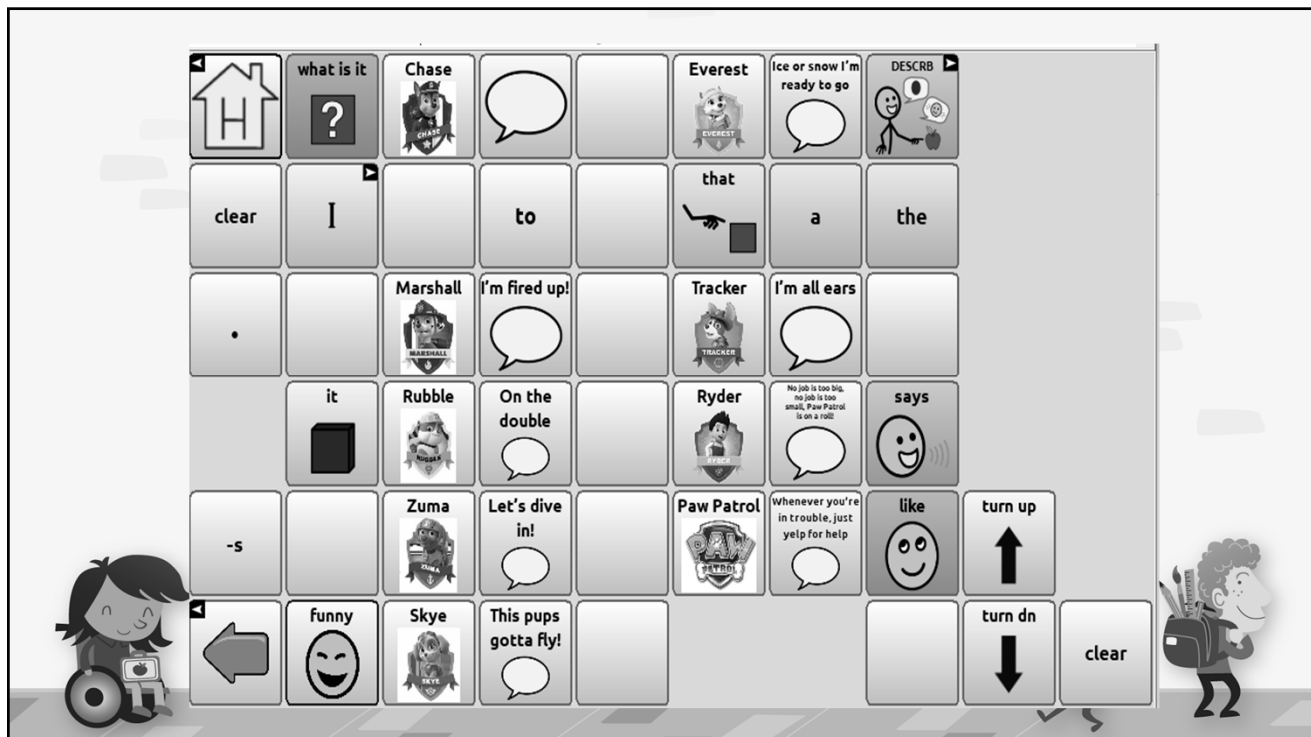 H
what is it
?
Chase
CHASE
Everest
EVEREST
Ice or snow I'm
ready to go
DESCRB
clear
I
to
that
a
the
.
Marshall
MARSHALL
I'm fired up!
Tracker
TRACKER
I'm all ears
it
Rubble
RUBBLE
On the
double
Ryder
RYDER
No job is too big,
no job is too
small, Paw Patrol
is on a roll!
says
-s
Zuma
ZUMA
Let's dive
in!
Paw Patrol
PAW
PATROL
Whenever you're
in trouble, just
yelp for help
like
turn up
funny
Skye
SKYE
This pups
gotta fly!
turn dn
clear